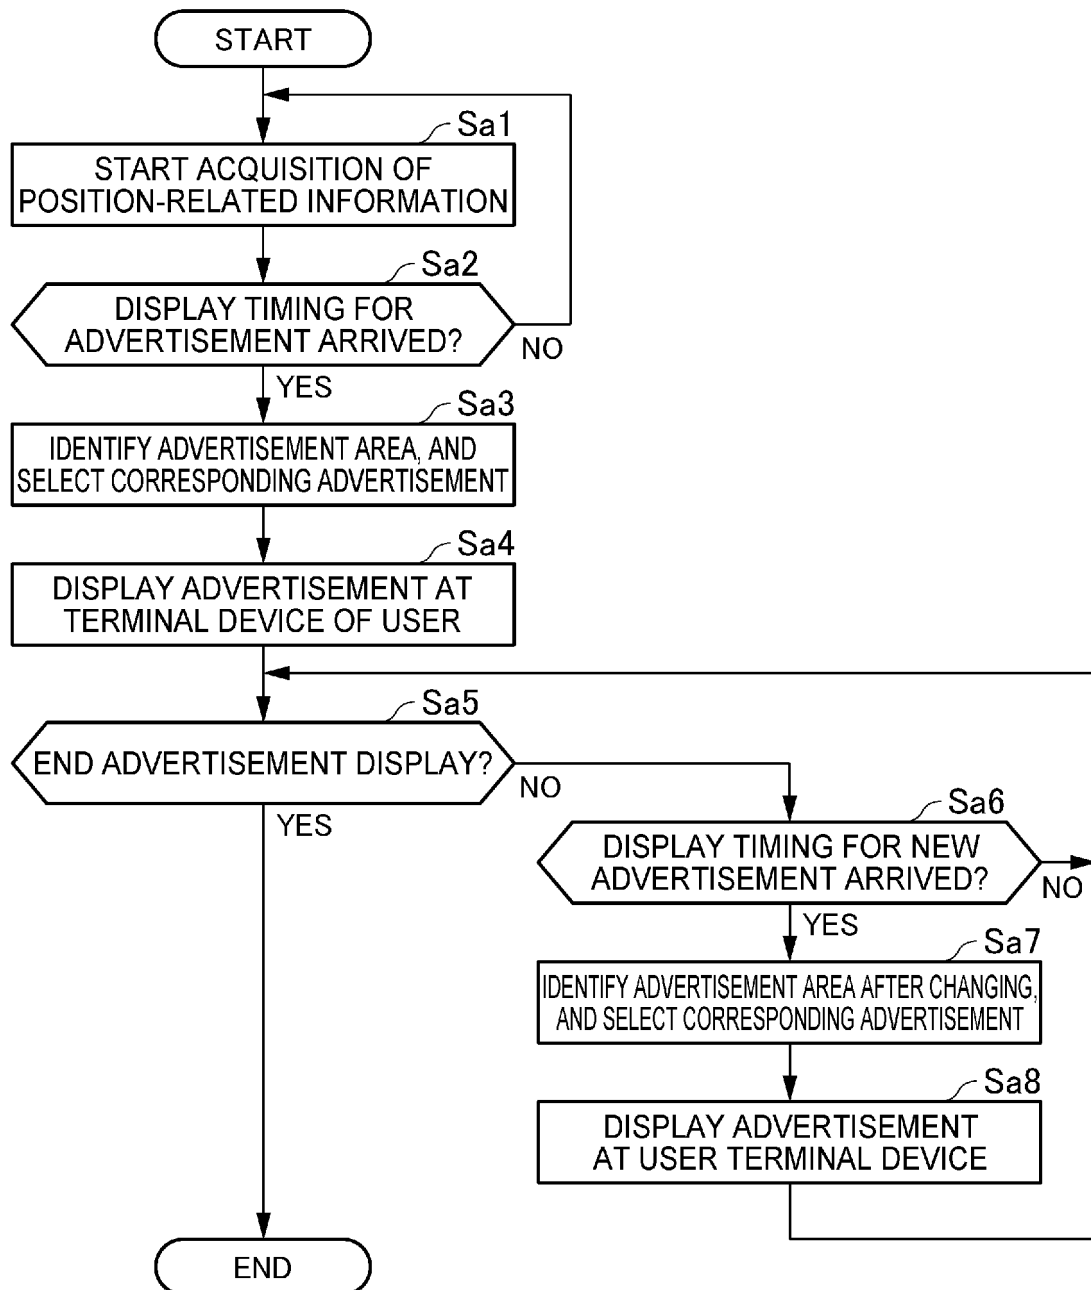 START
Sa1
START ACQUISITION OF
POSITION-RELATED INFORMATION
Sa2
DISPLAY TIMING FOR
ADVERTISEMENT ARRIVED?
NO
YES
Sa3
IDENTIFY ADVERTISEMENT AREA, AND
SELECT CORRESPONDING ADVERTISEMENT
Sa4
DISPLAY ADVERTISEMENT AT
TERMINAL DEVICE OF USER
Sa5
END ADVERTISEMENT DISPLAY?
NO
YES
Sa6
DISPLAY TIMING FOR NEW
ADVERTISEMENT ARRIVED?
NO
YES
Sa7
IDENTIFY ADVERTISEMENT AREA AFTER CHANGING,
AND SELECT CORRESPONDING ADVERTISEMENT
Sa8
DISPLAY ADVERTISEMENT
AT USER TERMINAL DEVICE
END